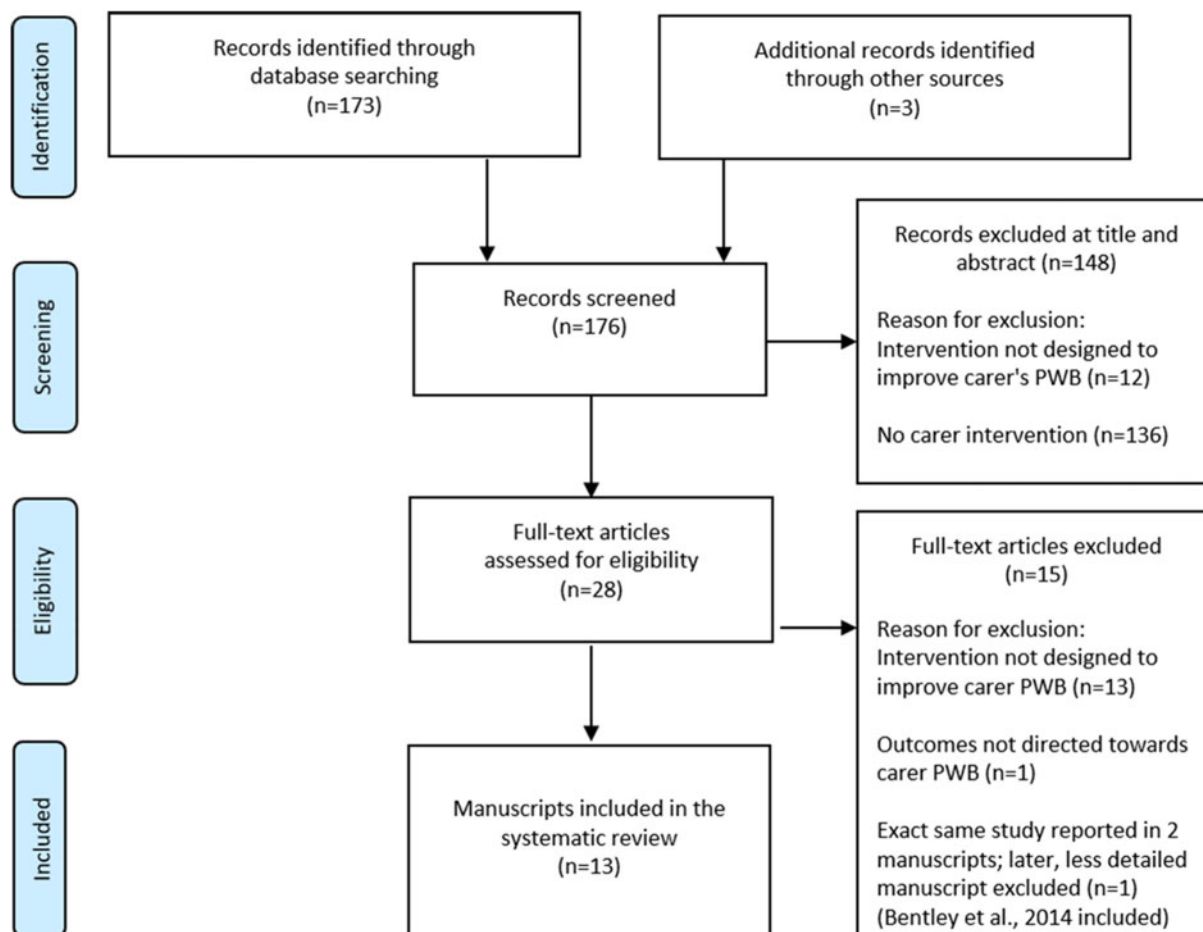 Identification
Records identified through
database searching
(n=173)
Additional records identified
through other sources
(n=3)
Screening
Records screened
(n=176)
Records excluded at title and
abstract (n=148)
Reason for exclusion:
Intervention not designed to
improve carer's PWB (n=12)
No carer intervention (n=136)
Eligibility
Full-text articles
assessed for eligibility
(n=28)
Full-text articles excluded
(n=15)
Reason for exclusion:
Intervention not designed to
improve carer PWB (n=13)
Outcomes not directed towards
carer PWB (n=1)
Exact same study reported in 2
manuscripts; later, less detailed
manuscript excluded (n=1)
(Bentley et al., 2014 included)
Included
Manuscripts included in the
systematic review
(n=13)